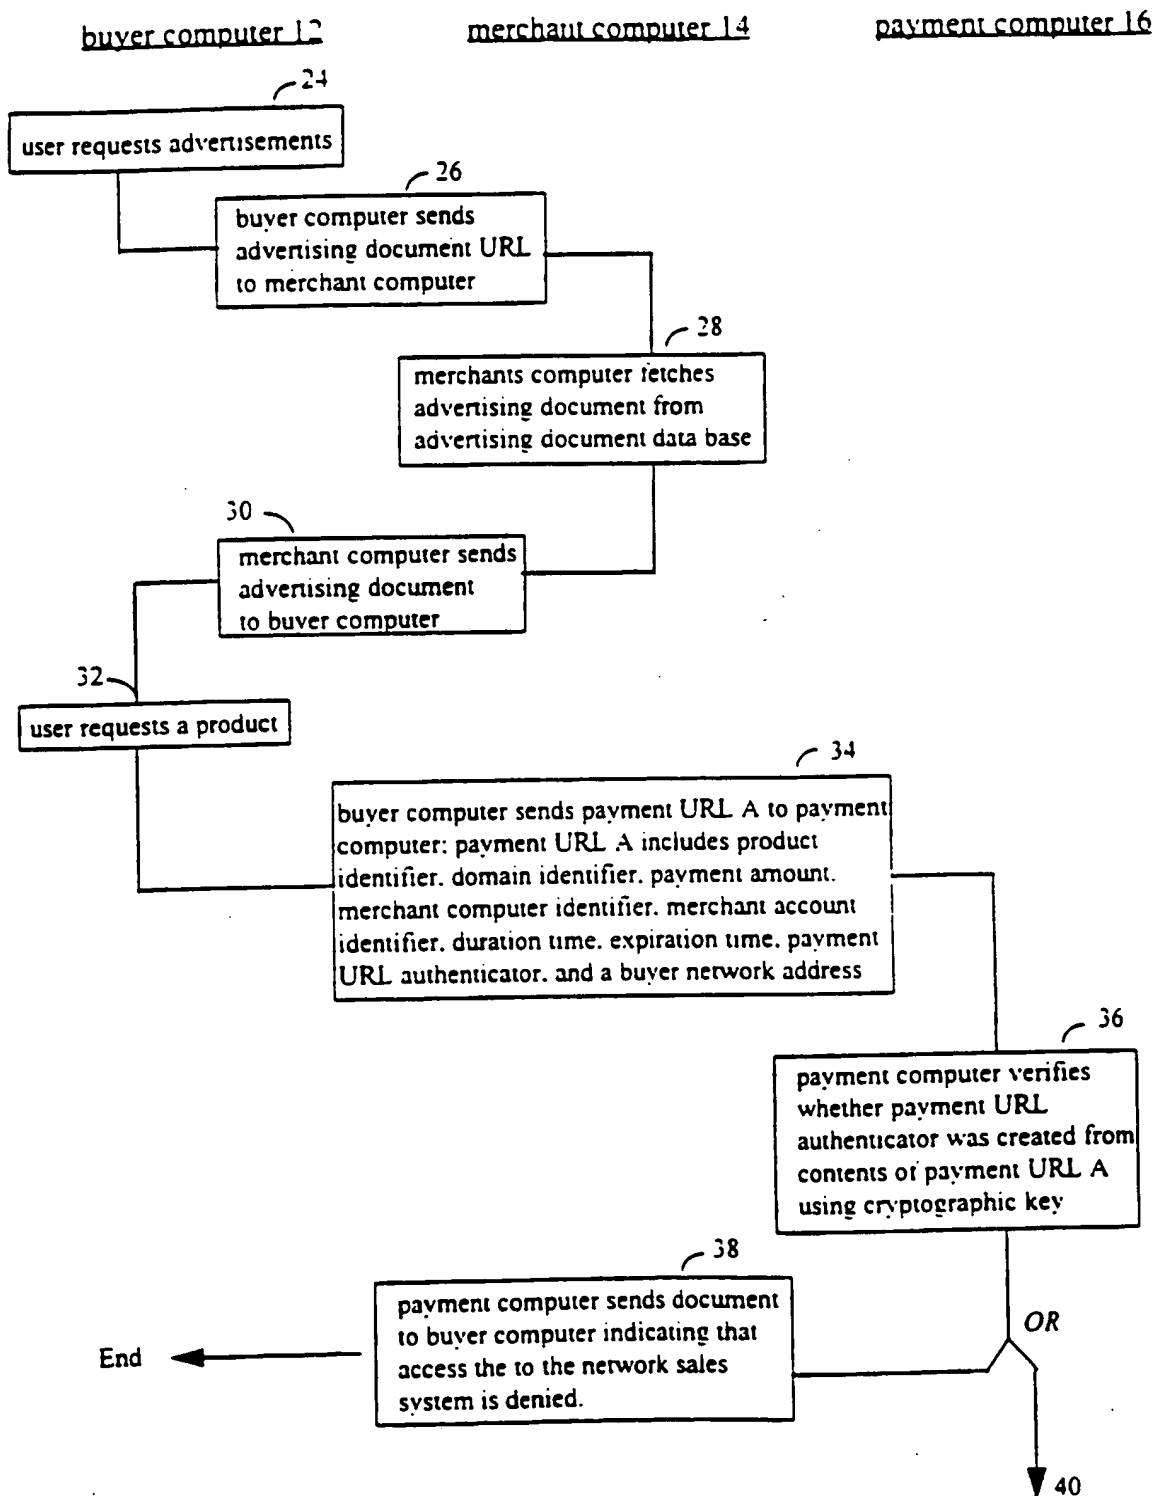 buyer computer 12
merchant computer 14
payment computer 16
24
user requests advertisements
26
buyer computer sends
advertising document URL
to merchant computer
28
merchants computer fetches
advertising document from
advertising document data base
30
merchant computer sends
advertising document
to buyer computer
32
user requests a product
34
buyer computer sends payment URL A to payment
computer: payment URL A includes product
identifier. domain identifier. payment amount.
merchant computer identifier. merchant account
identifier. duration time. expiration time. payment
URL authenticator. and a buyer network address
36
payment computer verifies
whether payment URL
authenticator was created from
contents of payment URL A
using cryptographic key
38
payment computer sends document
to buyer computer indicating that
access the to the network sales
system is denied.
OR
End
40